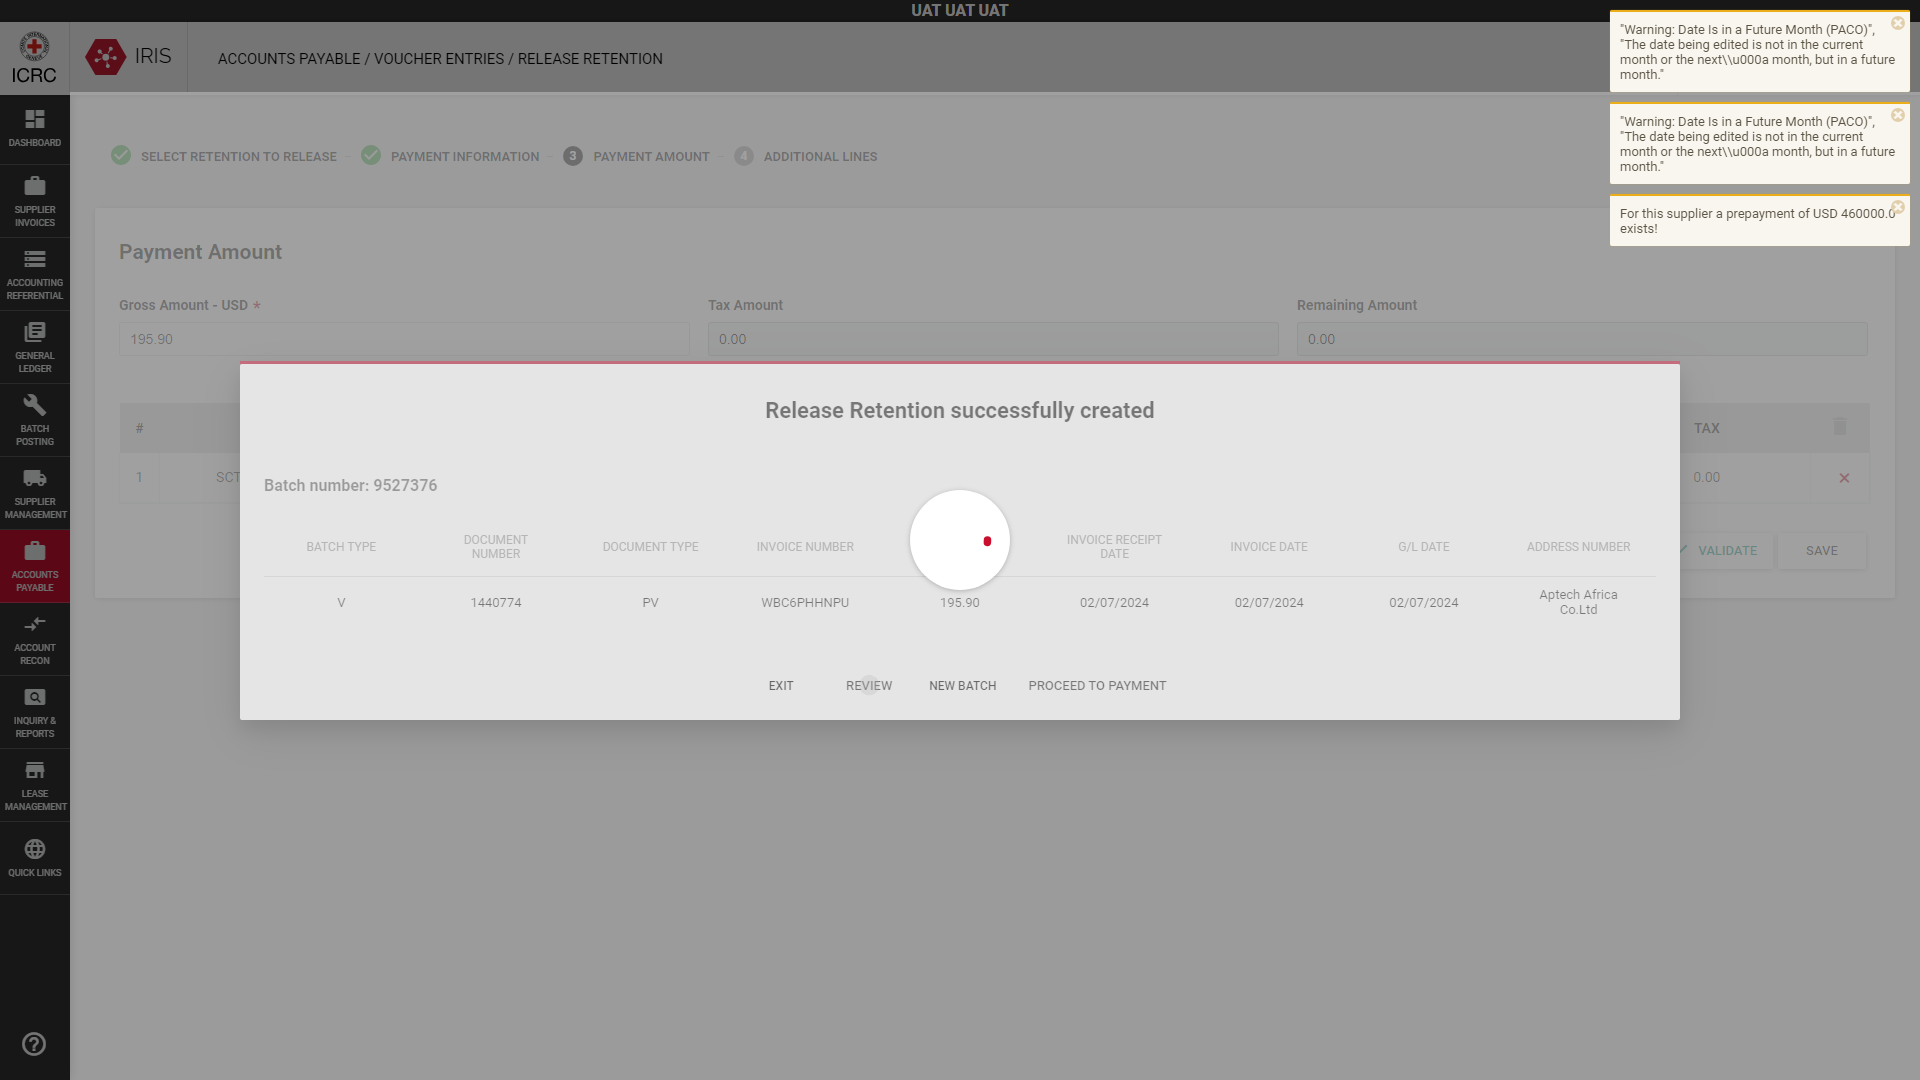 UAT UAT UAT
ICRC
IRIS
ACCOUNTS PAYABLE / VOUCHER ENTRIES / RELEASE RETENTION
"Warning: Date Is in a Future Month (PACO)",
"The date being edited is not in the current
month or the next\\u000a month, but in a future
month."
"Warning: Date Is in a Future Month (PACO)",
"The date being edited is not in the current
month or the next\\u000a month, but in a future
month."
For this supplier a prepayment of USD 460000.0
exists!
DASHBOARD
SUPPLIER
INVOICES
ACCOUNTING
REFERENTIAL
GENERAL
LEDGER
BATCH
POSTING
SUPPLIER
MANAGEMENT
ACCOUNTS
PAYABLE
ACCOUNT
RECON
INQUIRY &
REPORTS
LEASE
MANAGEMENT
QUICK LINKS
SELECT RETENTION TO RELEASE
PAYMENT INFORMATION
3 PAYMENT AMOUNT
4 ADDITIONAL LINES
Payment Amount
Gross Amount - USD *
Tax Amount
Remaining Amount
195.90
0.00
0.00
#
TAX
1
SCT
0.00
VALIDATE
SAVE
Release Retention successfully created
Batch number: 9527376
BATCH TYPE
DOCUMENT
NUMBER
DOCUMENT TYPE
INVOICE NUMBER
INVOICE RECEIPT
DATE
INVOICE DATE
G/L DATE
ADDRESS NUMBER
V
1440774
PV
WBC6PHHNPU
195.90
02/07/2024
02/07/2024
02/07/2024
Aptech Africa
Co.Ltd
EXIT
REVIEW
NEW BATCH
PROCEED TO PAYMENT